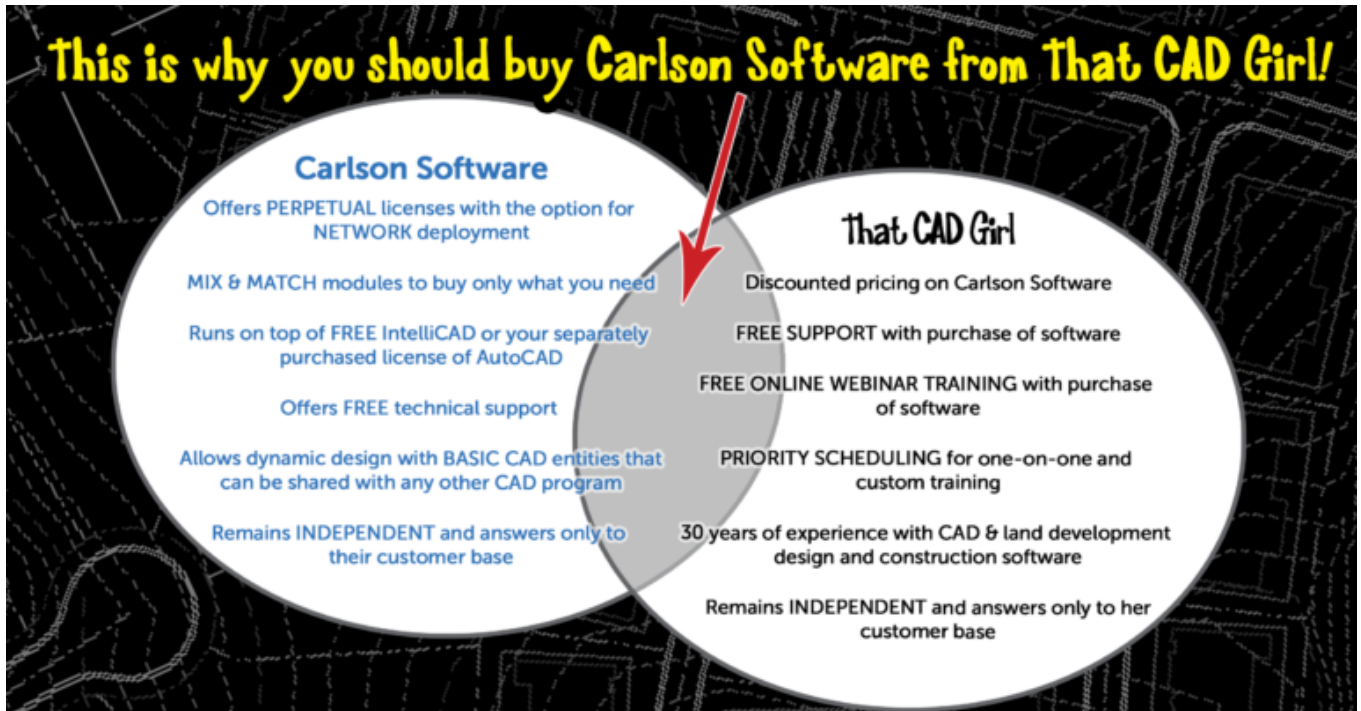 This is why you should buy Carlson Software from That CAD Girl!
Carlson Software
Offers PERPETUAL licenses with the option for
NETWORK deployment
MIX & MATCH modules to buy only what you need
Runs on top of FREE IntelliCAD or your separately
purchased license of AutoCAD
Offers FREE technical support
Allows dynamic design with BASIC CAD entities that
can be shared with any other CAD program
Remains INDEPENDENT and answers only to
their customer base
That CAD Girl
Discounted pricing on Carlson Software
FREE SUPPORT with purchase of software
FREE ONLINE WEBINAR TRAINING with purchase
of software
PRIORITY SCHEDULING for one-on-one and
custom training
30 years of experience with CAD & land development
design and construction software
Remains INDEPENDENT and answers only to her
customer base